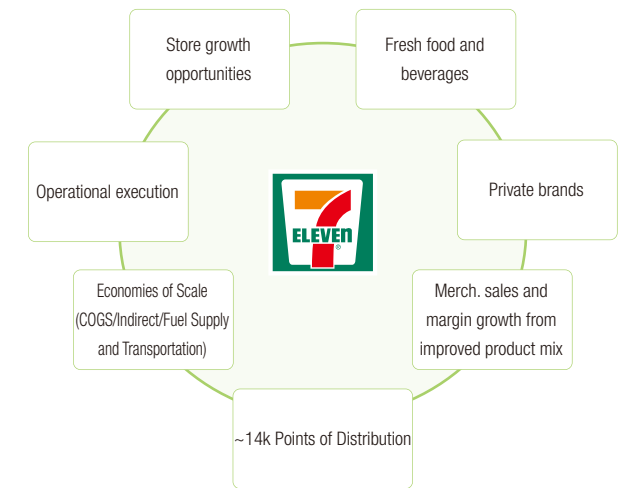 Store growth
opportunities
Fresh food and
beverages
Operational execution
Private brands
7
ELEVEn
®
Economies of Scale
(COGS/Indirect/Fuel Supply
and Transportation)
Merch. sales and
margin growth from
improved product mix
~14k Points of Distribution